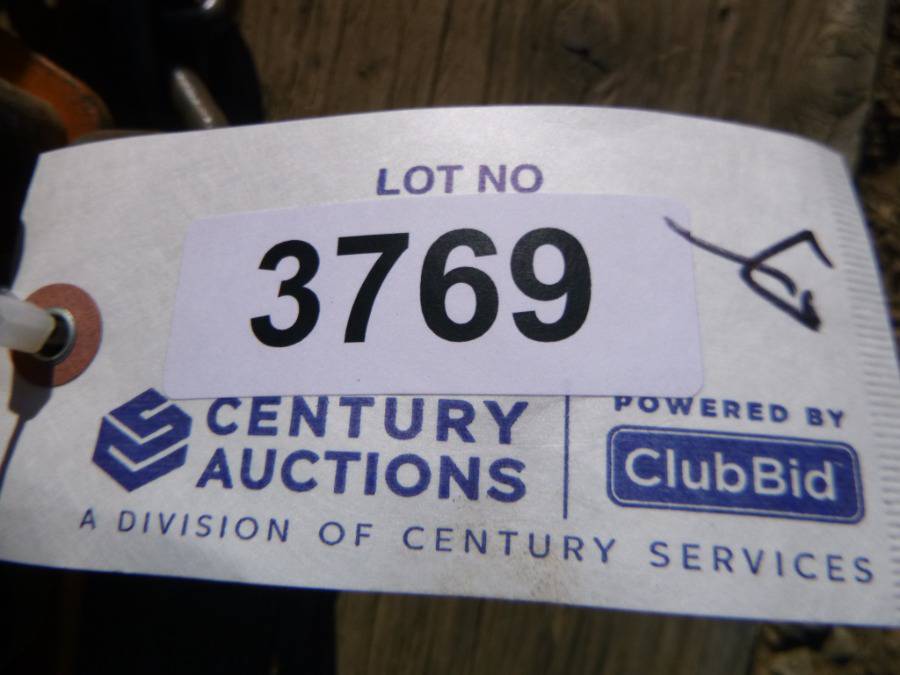 LOT NO
3769
CENTURY
AUCTIONS
POWERED BY
ClubBid
A DIVISION OF CENTURY SERVICES